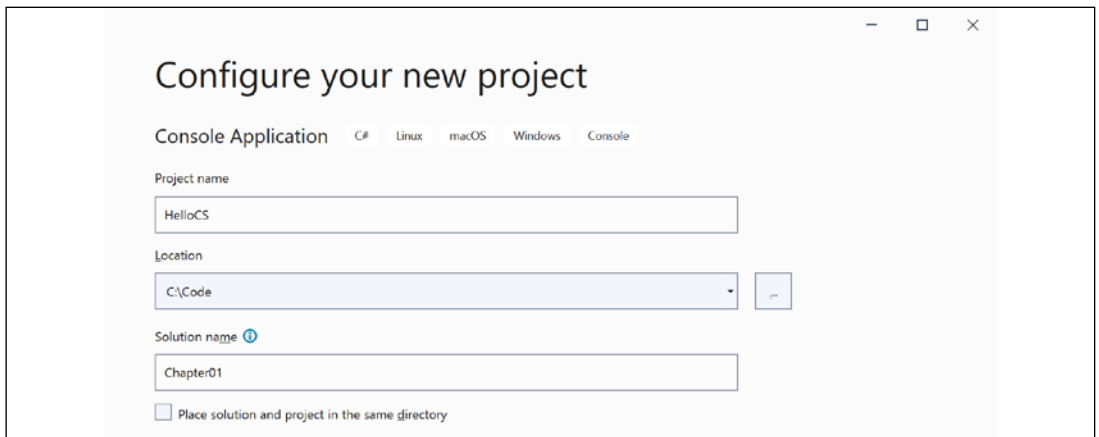 Configure your new project
Console Application C# Linux macOS Windows Console
Project name
HelloCS
Location
C:\Code
...
Solution name
Chapter01
Place solution and project in the same directory